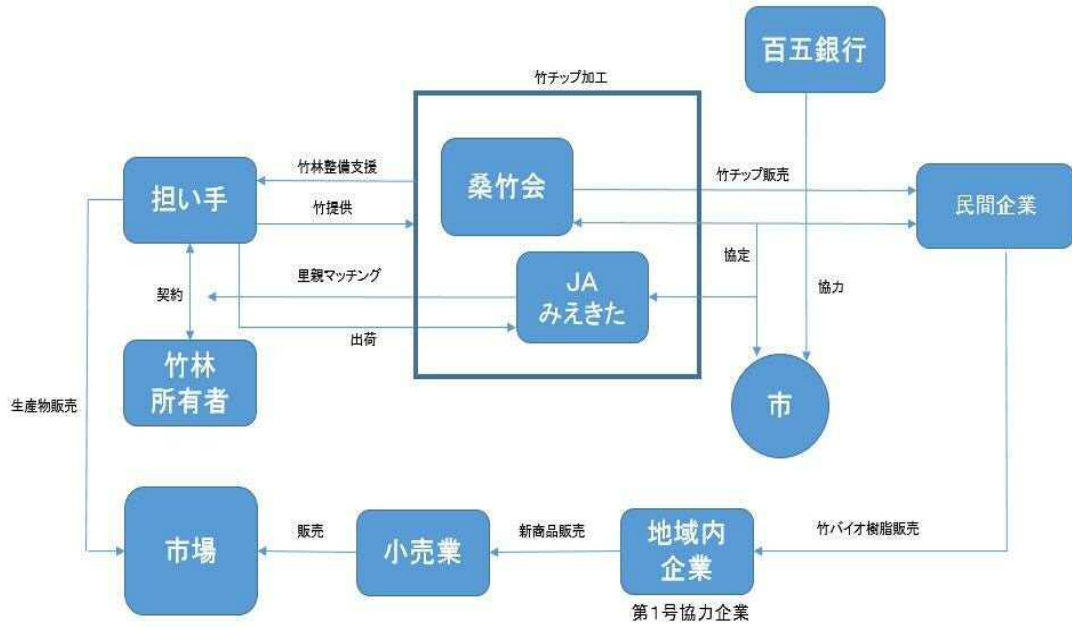 百五銀行
竹チップ加工
竹林整備支援
担い手
桑竹会
竹チップ販売
民間企業
竹提供
協定
里親マッチング
JA
みえきた
契約
協力
出荷
竹林
所有者
市
生産物販売
市場
販売
小売業
新商品販売
地域内
企業
竹バイオ樹脂販売
第1号協力企業